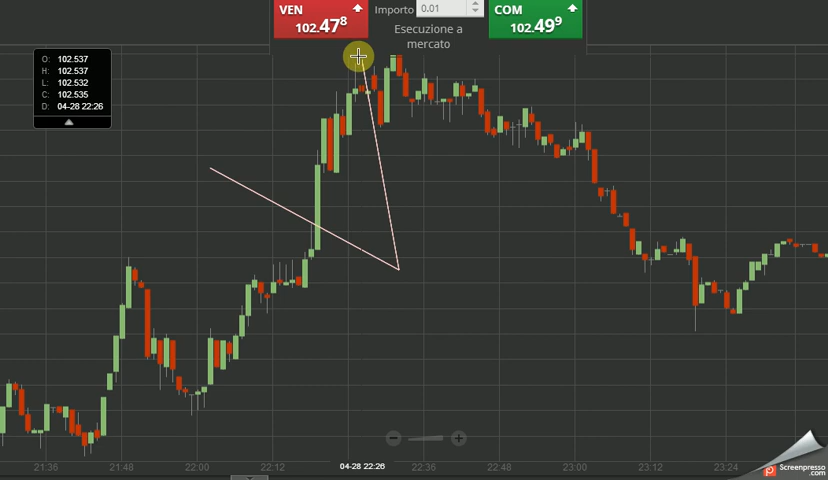 VEN
102.478
Importo 0.01
Esecuzione a
mercato
COM
102.499
O: 102.537
H: 102.537
L: 102.532
C: 102.535
D: 04-28 22:26
21:36 21:48 22:00 22:12 04-28 22:26 22:36 22:48 23:00 23:12 23:24
Screenpresso
.com